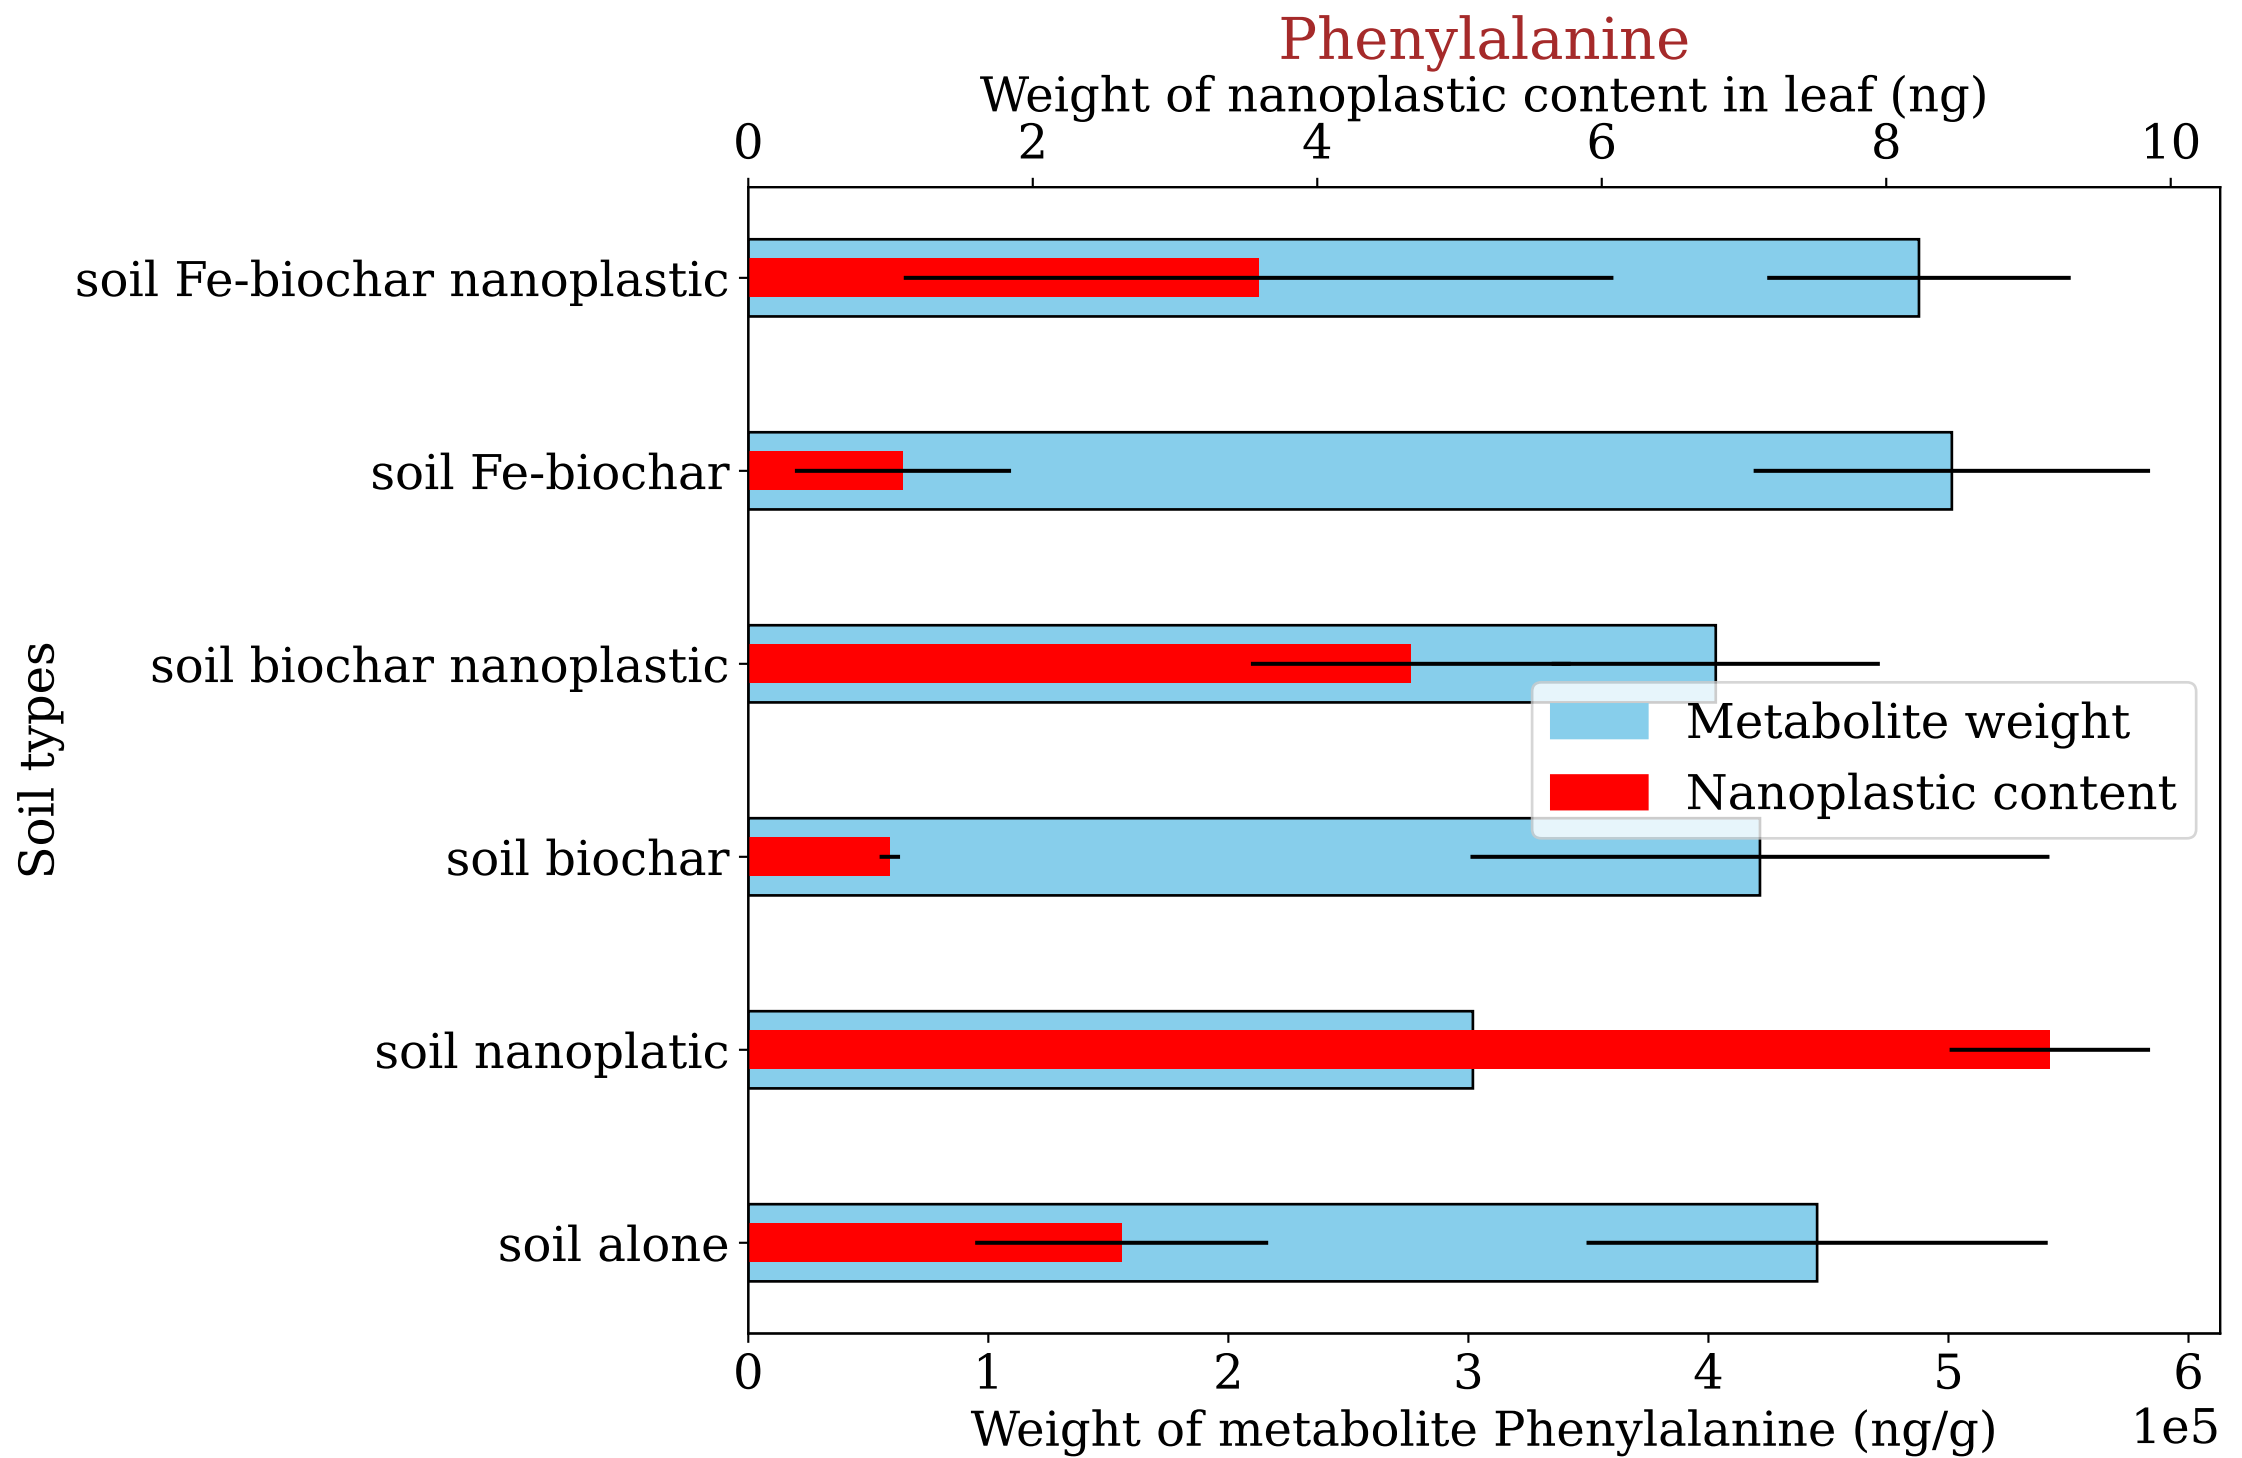 Phenylalanine
Weight of nanoplastic content in leaf (ng)
0 2 4 6 8 10
soil Fe-biochar nanoplastic
soil Fe-biochar
soil biochar nanoplastic
soil biochar
soil nanoplatic
soil alone
Soil types
Metabolite weight
Nanoplastic content
0 1 2 3 4 5 6
Weight of metabolite Phenylalanine (ng/g)
1e5